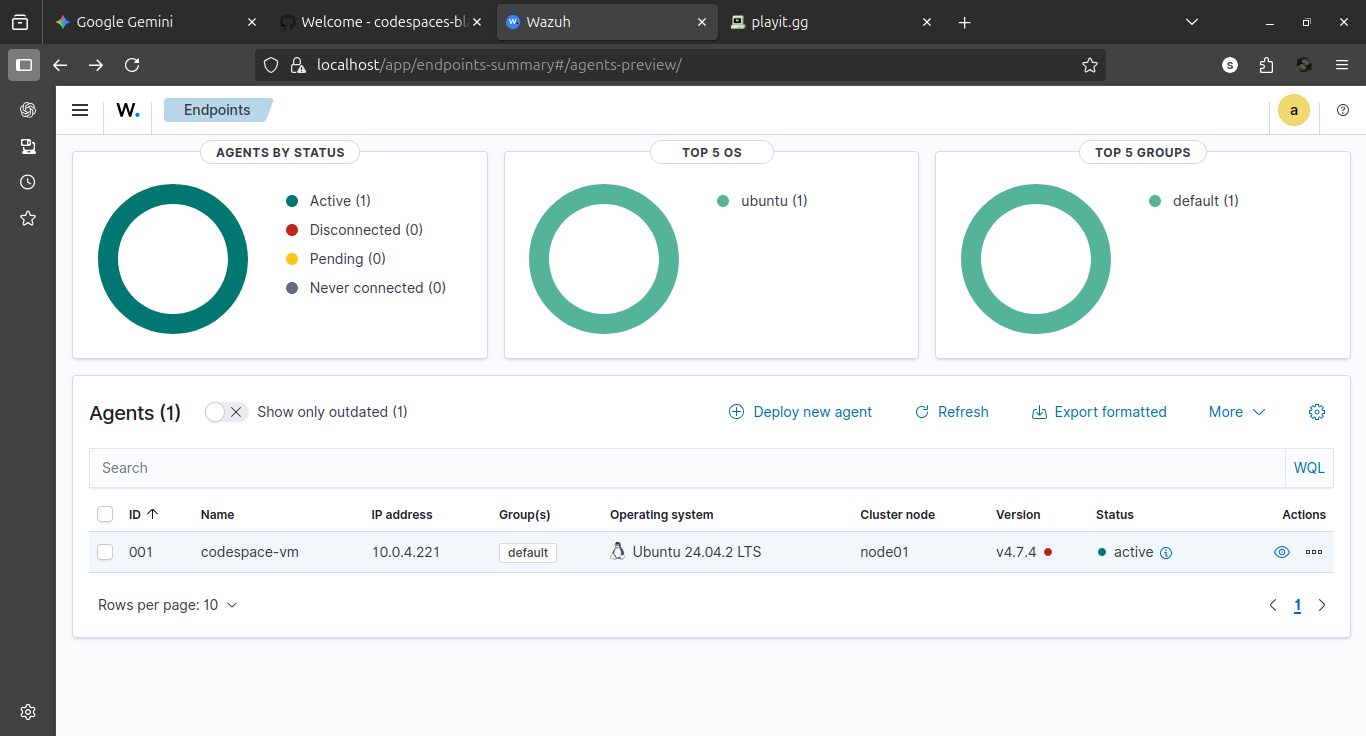 Google Gemini
Welcome - codespaces-bl
Wazuh
playit.gg
localhost/app/endpoints-summary#/agents-preview/
S
W.
Endpoints
a
AGENTS BY STATUS
Active (1)
Disconnected (0)
Pending (0)
Never connected (0)
TOP 5 OS
ubuntu (1)
TOP 5 GROUPS
default (1)
Agents (1)
Show only outdated (1)
Deploy new agent
Refresh
Export formatted
More
Search
WQL
ID Name IP address Group(s) Operating system Cluster node Version Status Actions
001 codespace-vm 10.0.4.221 default Ubuntu 24.04.2 LTS node01 v4.7.4 active
Rows per page: 10
1